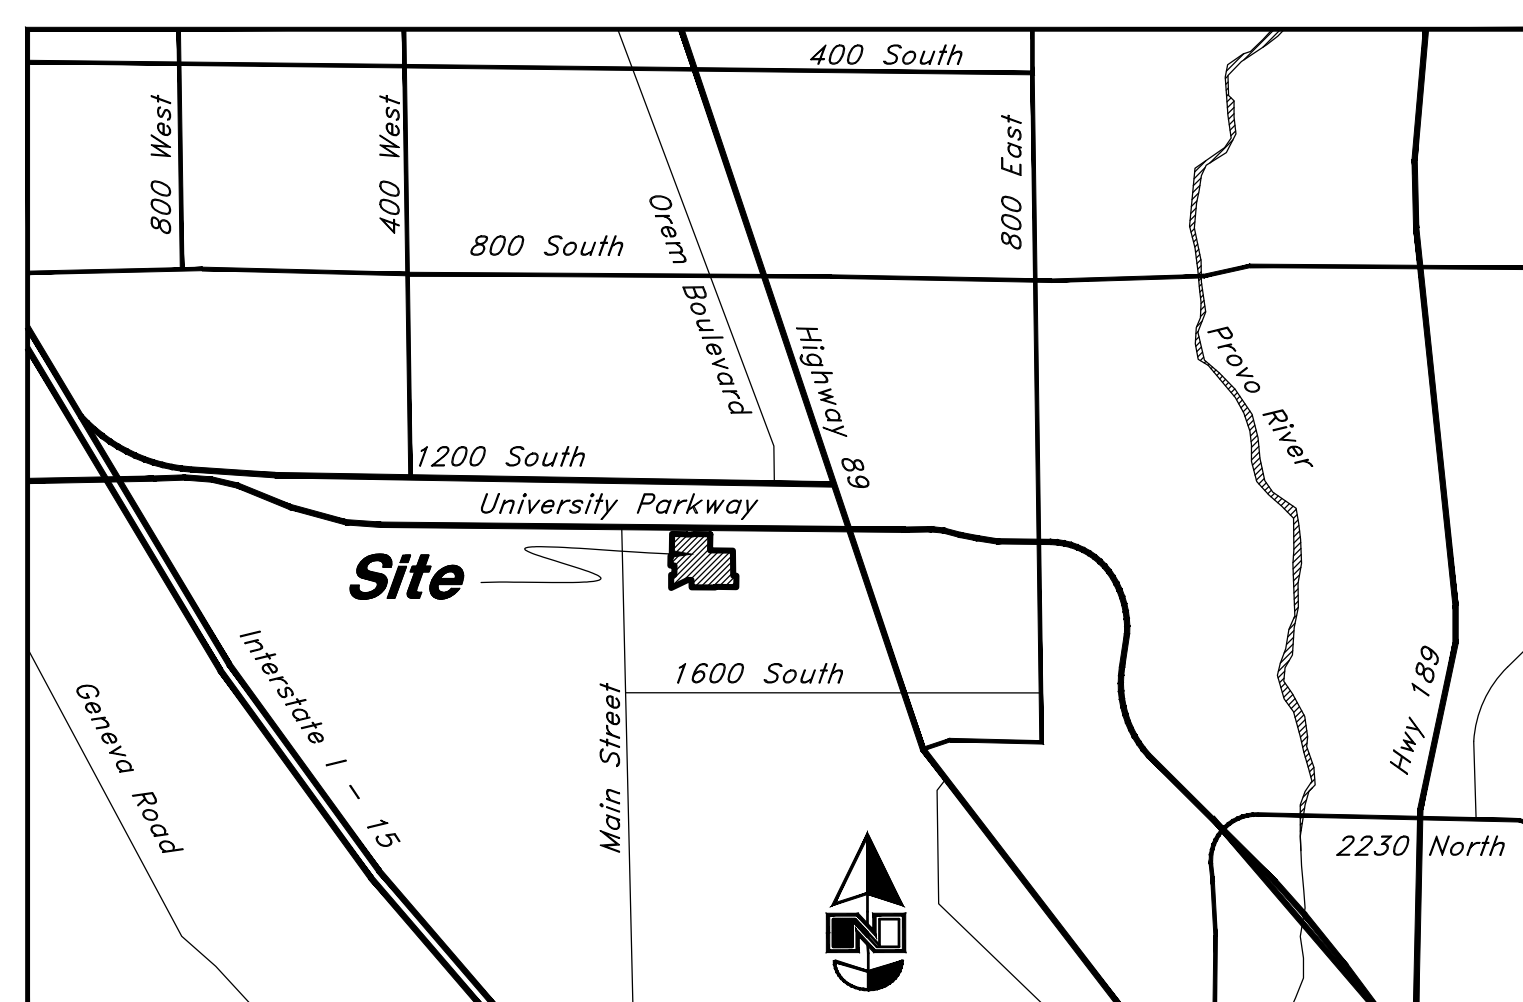 400 South
800 West
400 West
800 East
Orem Boulevard
800 South
Highway 89
Provo River
1200 South
University Parkway
Site
Interstate I - 15
1600 South
Hwy 189
Geneva Road
Main Street
2230 North
N